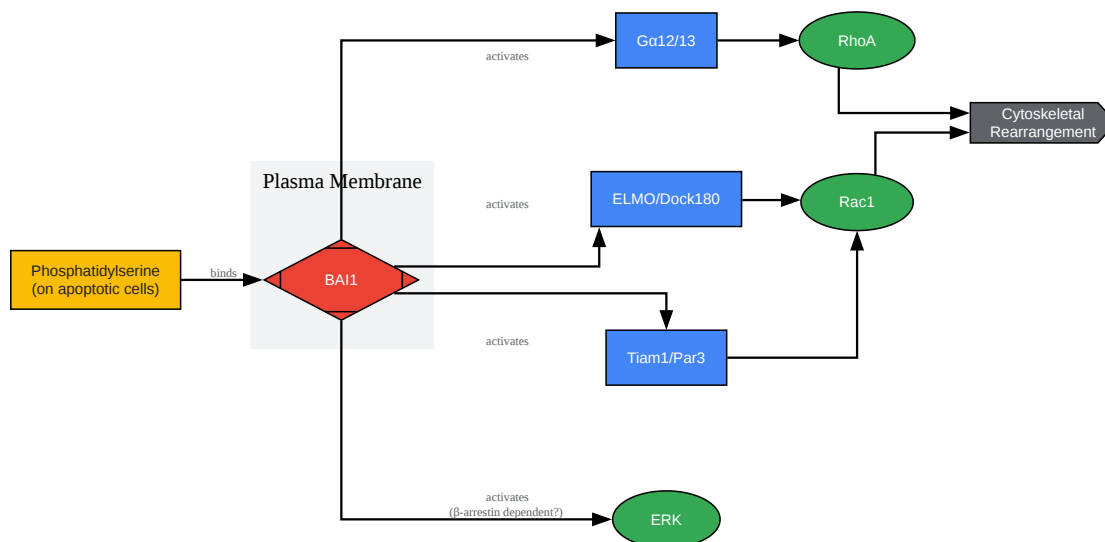 Gα12/13
RhoA
activates
Cytoskeletal
Rearrangement
Plasma Membrane
activates
ELMO/Dock180
Rac1
Phosphatidylserine
(on apoptotic cells)
binds
BAI1
activates
Tiam1/Par3
activates
(β-arrestin dependent?)
ERK